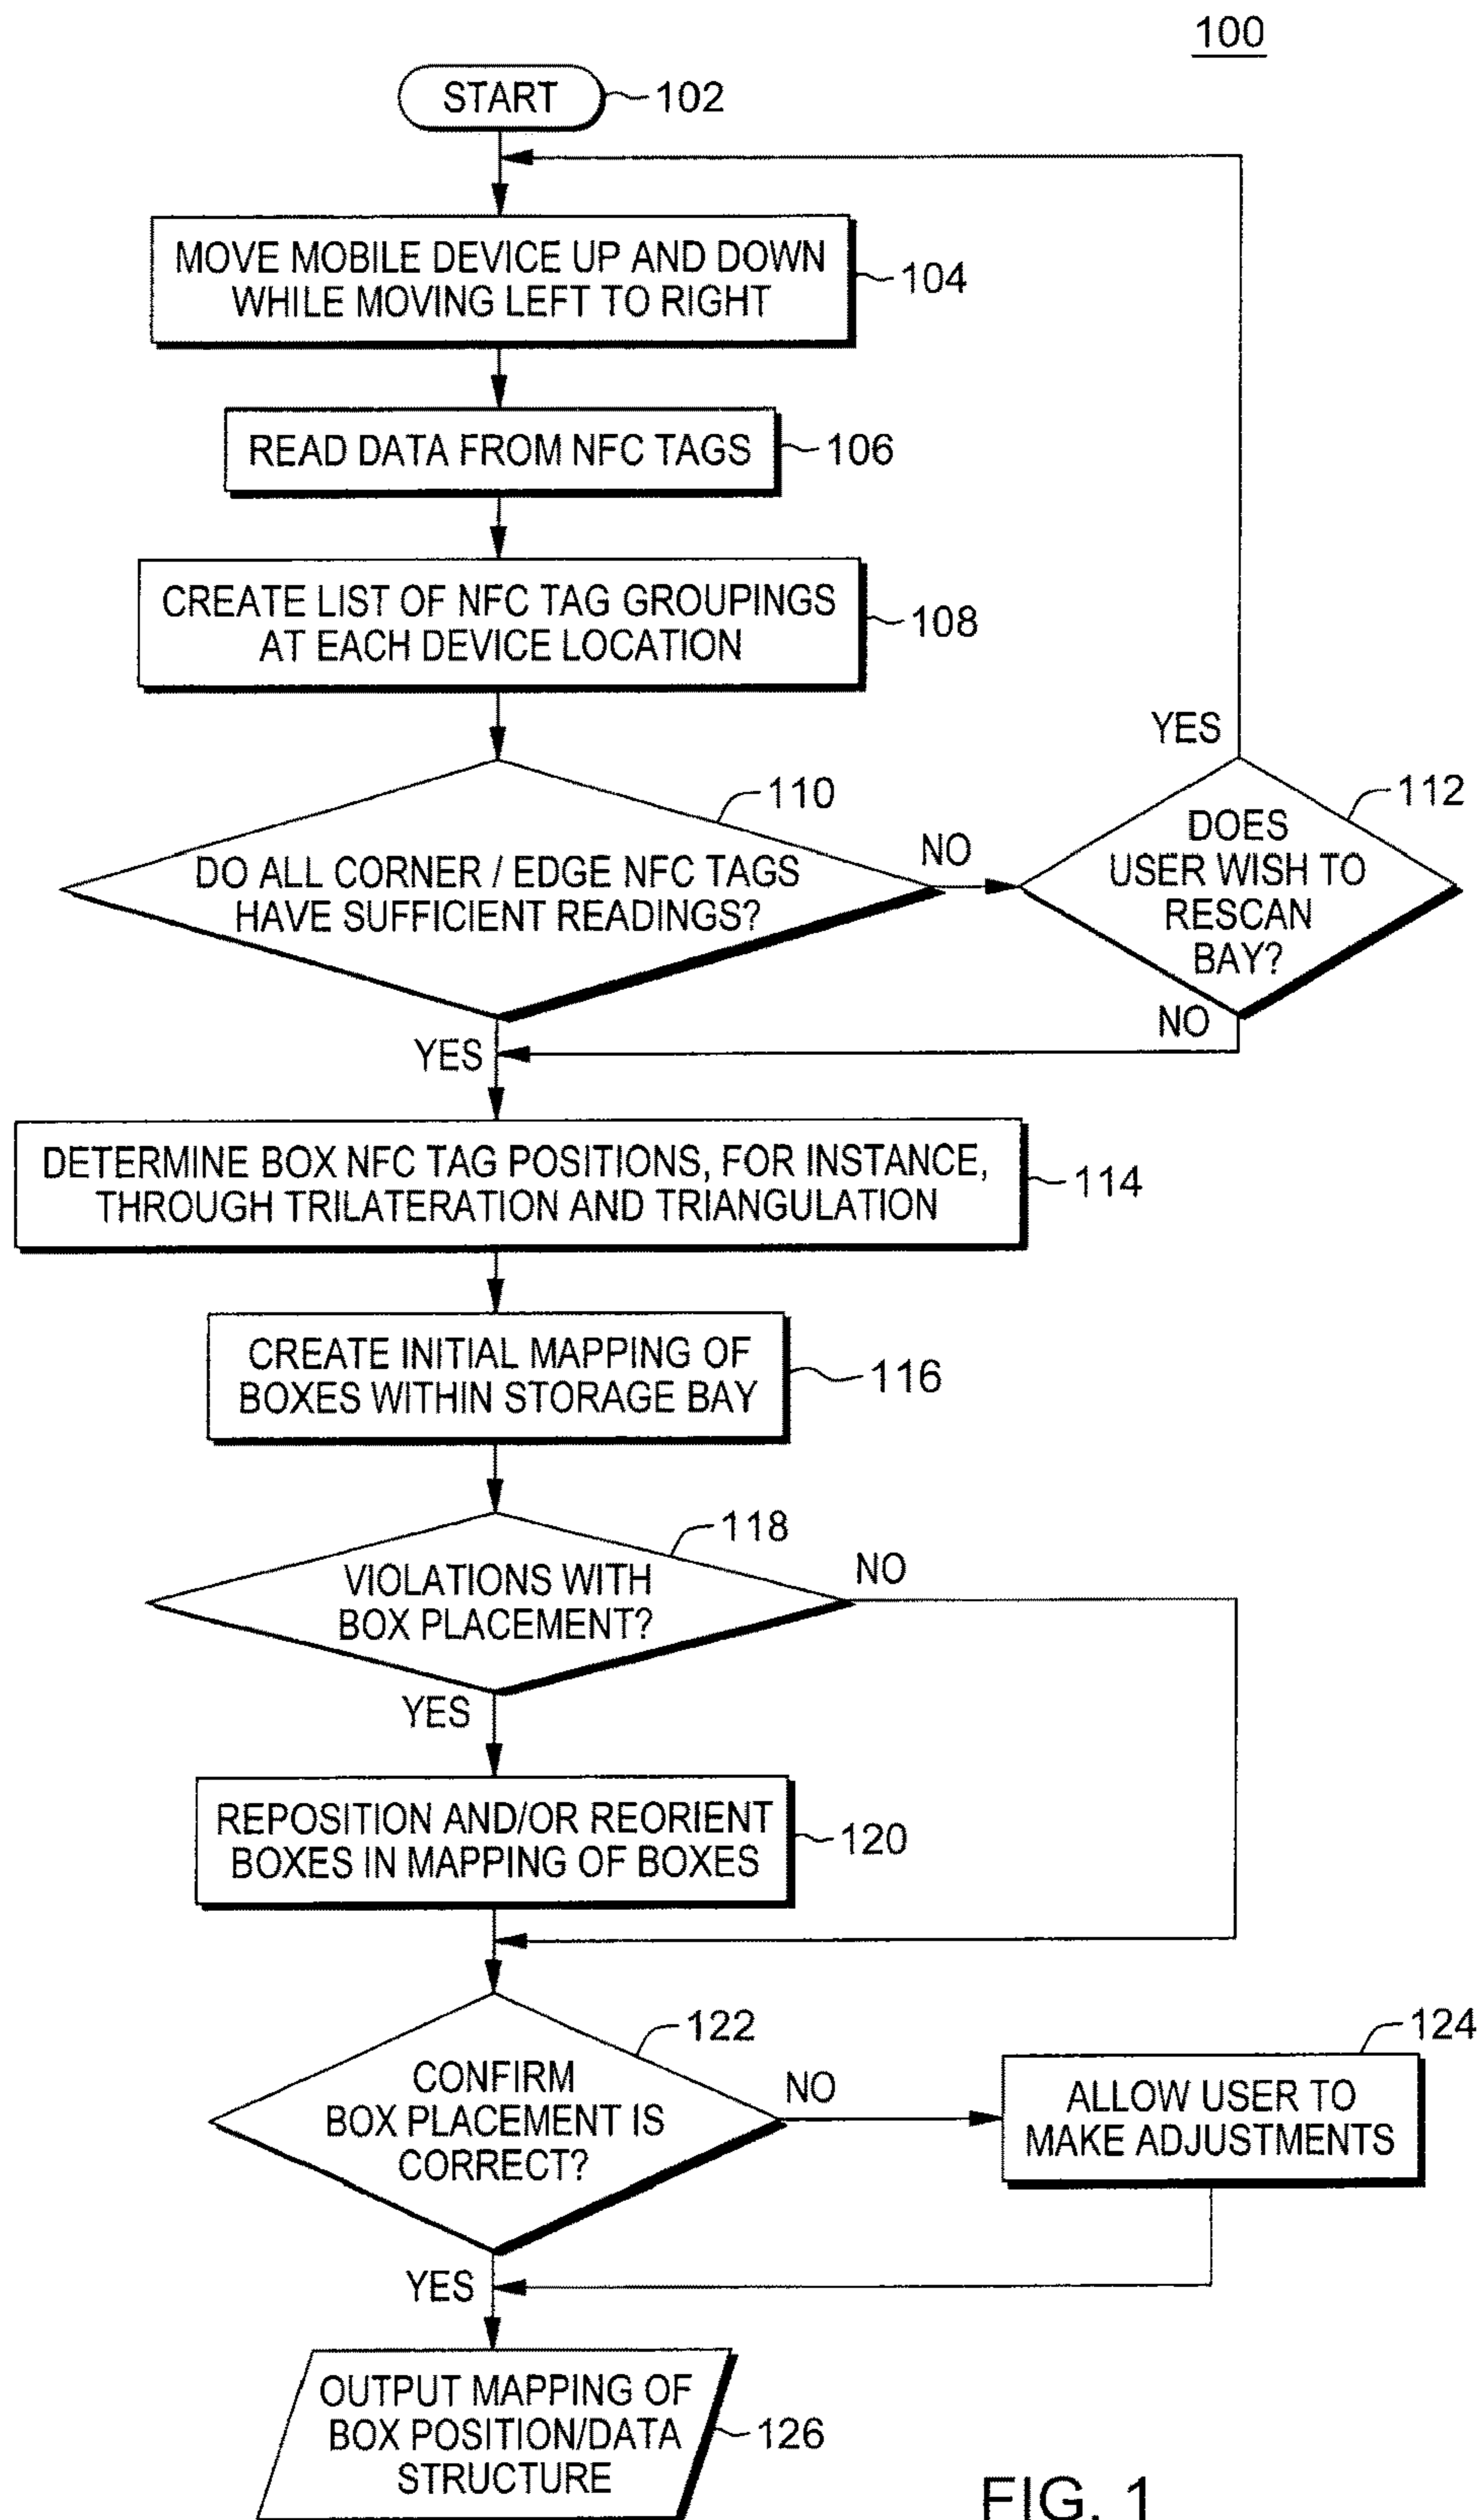 100
START
102
MOVE MOBILE DEVICE UP AND DOWN
WHILE MOVING LEFT TO RIGHT
104
READ DATA FROM NFC TAGS
106
CREATE LIST OF NFC TAG GROUPINGS
AT EACH DEVICE LOCATION
108
YES
110
DO ALL CORNER / EDGE NFC TAGS
HAVE SUFFICIENT READINGS?
NO
112
DOES
USER WISH TO
RESCAN
BAY?
NO
YES
DETERMINE BOX NFC TAG POSITIONS, FOR INSTANCE,
THROUGH TRILATERATION AND TRIANGULATION
114
CREATE INITIAL MAPPING OF
BOXES WITHIN STORAGE BAY
116
118
VIOLATIONS WITH
BOX PLACEMENT?
NO
YES
REPOSITION AND/OR REORIENT
BOXES IN MAPPING OF BOXES
120
122
CONFIRM
BOX PLACEMENT IS
CORRECT?
NO
124
ALLOW USER TO
MAKE ADJUSTMENTS
YES
OUTPUT MAPPING OF
BOX POSITION/DATA
STRUCTURE
126
FIG. 1